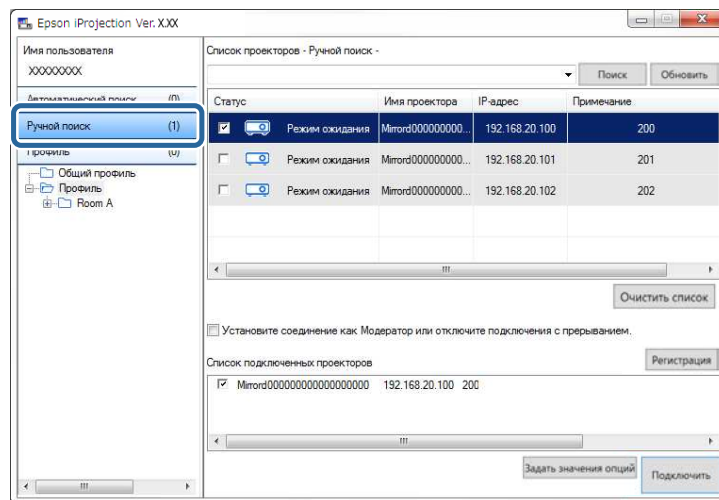 Epson iProjection Ver. X.XX
Имя пользователя
XXXXXXXX
Автоматический поиск (0)
Ручной поиск (1)
Профиль (0)
Общий профиль
Профиль
Room A
Список проекторов - Ручной поиск -
Поиск Обновить
Статус Имя проектора IP-адрес Примечание
Режим ожидания Mirrord000000000... 192.168.20.100 200
Режим ожидания Mirrord000000000... 192.168.20.101 201
Режим ожидания Mirrord000000000... 192.168.20.102 202
Очистить список
Установите соединение как Модератор или отключите подключения с прерыванием.
Список подключенных проекторов Регистрация
Mirrord000000000000000000 192.168.20.100 200
Задать значения опций Подключить